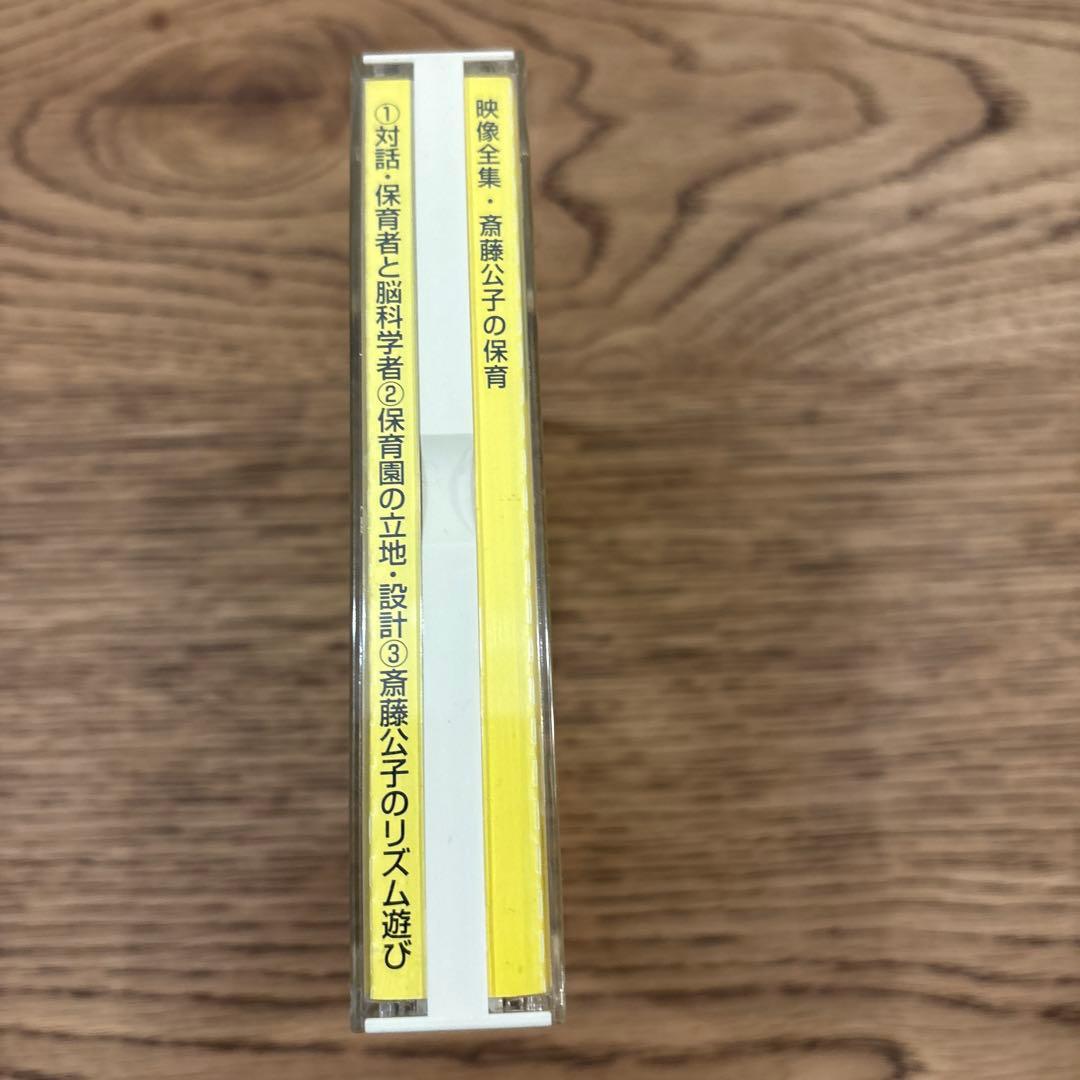 映像全集・斎藤公子の保育
①対話・保育者と脳科学者②保育園の立地・設計③斎藤公子のリズム遊び